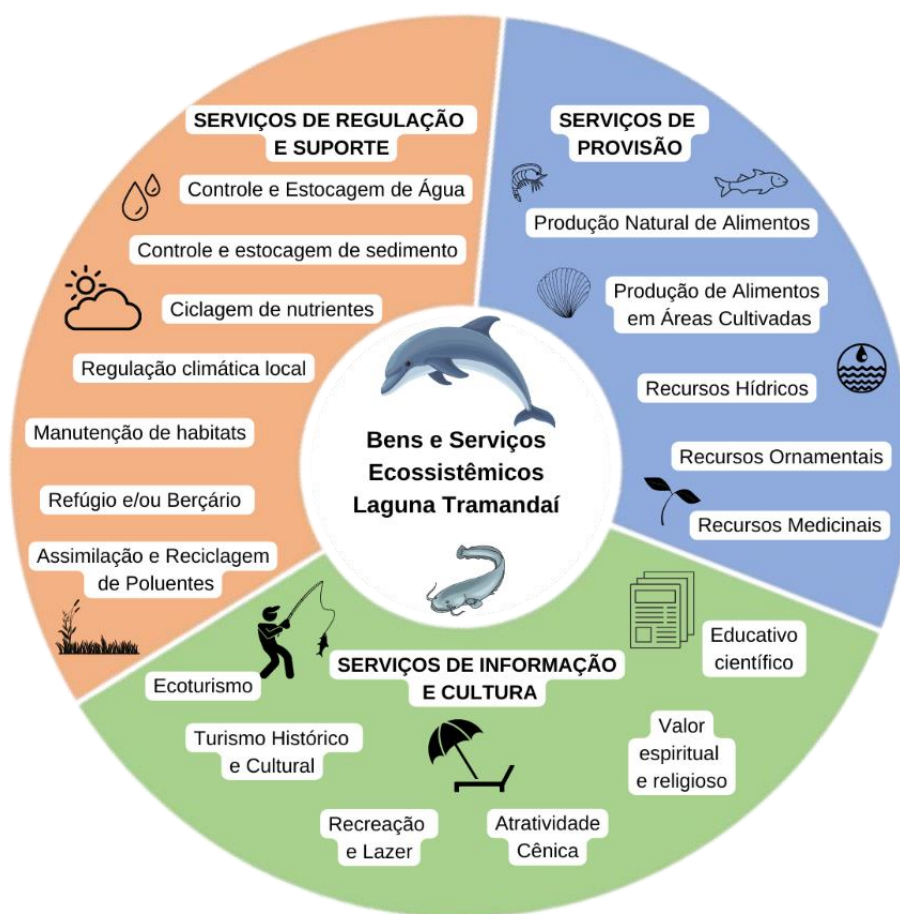 SERVIÇOS DE REGULAÇÃO
E SUPORTE
Controle e Estocagem de Água
Controle e estocagem de sedimento
Ciclagem de nutrientes
Regulação climática local
Manutenção de habitats
Refúgio e/ou Berçário
Assimilação e Reciclagem
de Poluentes
SERVIÇOS DE
PROVISÃO
Produção Natural de Alimentos
Produção de Alimentos
em Áreas Cultivadas
Recursos Hídricos
Recursos Ornamentais
Recursos Medicinais
Bens e Serviços
Ecossistêmicos
Laguna Tramandaí
SERVIÇOS DE INFORMAÇÃO
E CULTURA
Ecoturismo
Turismo Histórico
e Cultural
Recreação
e Lazer
Atratividade
Cênica
Valor
espiritual
e religioso
Educativo
científico